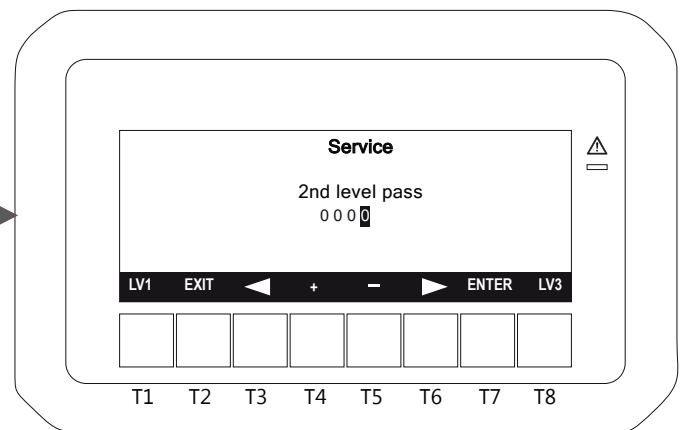 Service
2nd level pass
0000
LV1 EXIT + - ENTER LV3
T1 T2 T3 T4 T5 T6 T7 T8